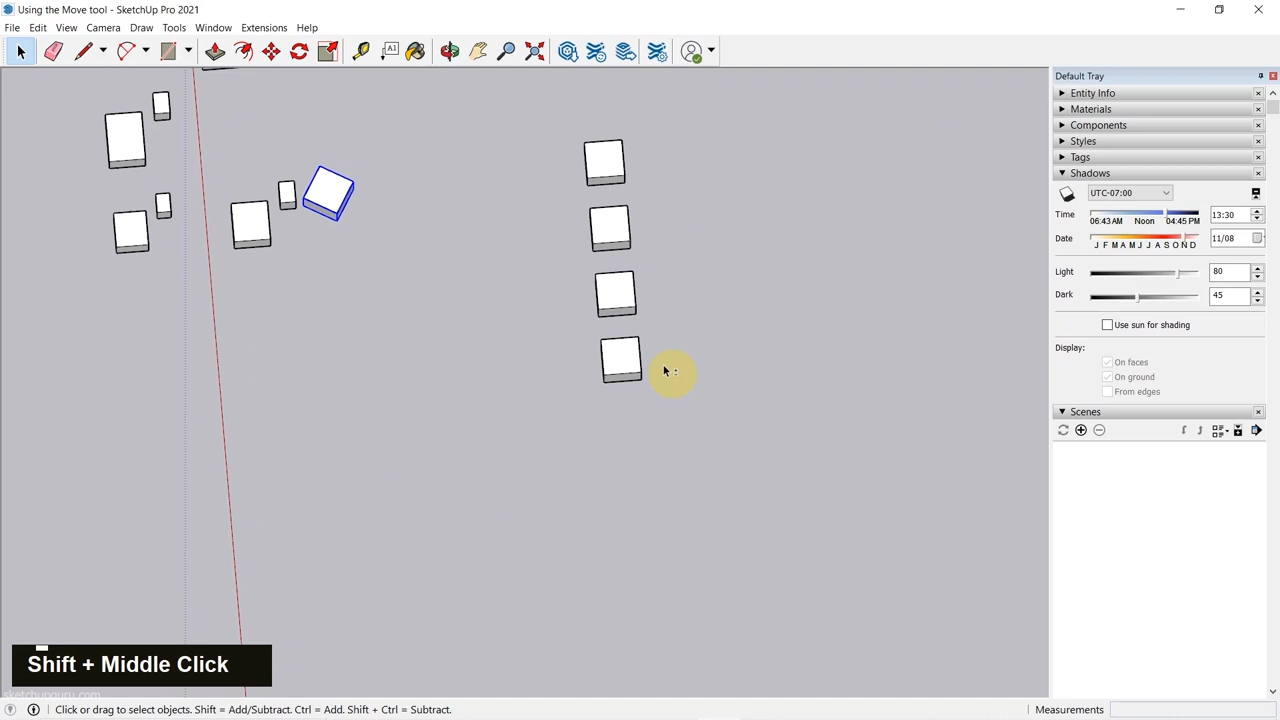 Using the Move tool - SketchUp Pro 2021
File Edit View Camera Draw Tools Window Extensions Help
A1
Default Tray
Entity Info
Materials
Components
Styles
Tags
Shadows
UTC-07:00
Time 06:43 AM Noon 04:45 PM 13:30
Date J F M A M J J A S O N D 11/08
Light 80
Dark 45
Use sun for shading
Display:
On faces
On ground
From edges
Scenes
Shift + Middle Click
sketchupguru.com
Click or drag to select objects. Shift = Add/Subtract. Ctrl = Add. Shift + Ctrl = Subtract.
Measurements